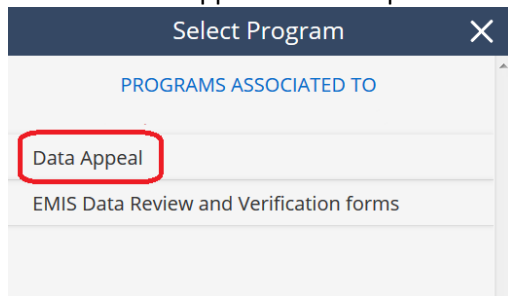 Select Program
PROGRAMS ASSOCIATED TO
Data Appeal
EMIS Data Review and Verification forms